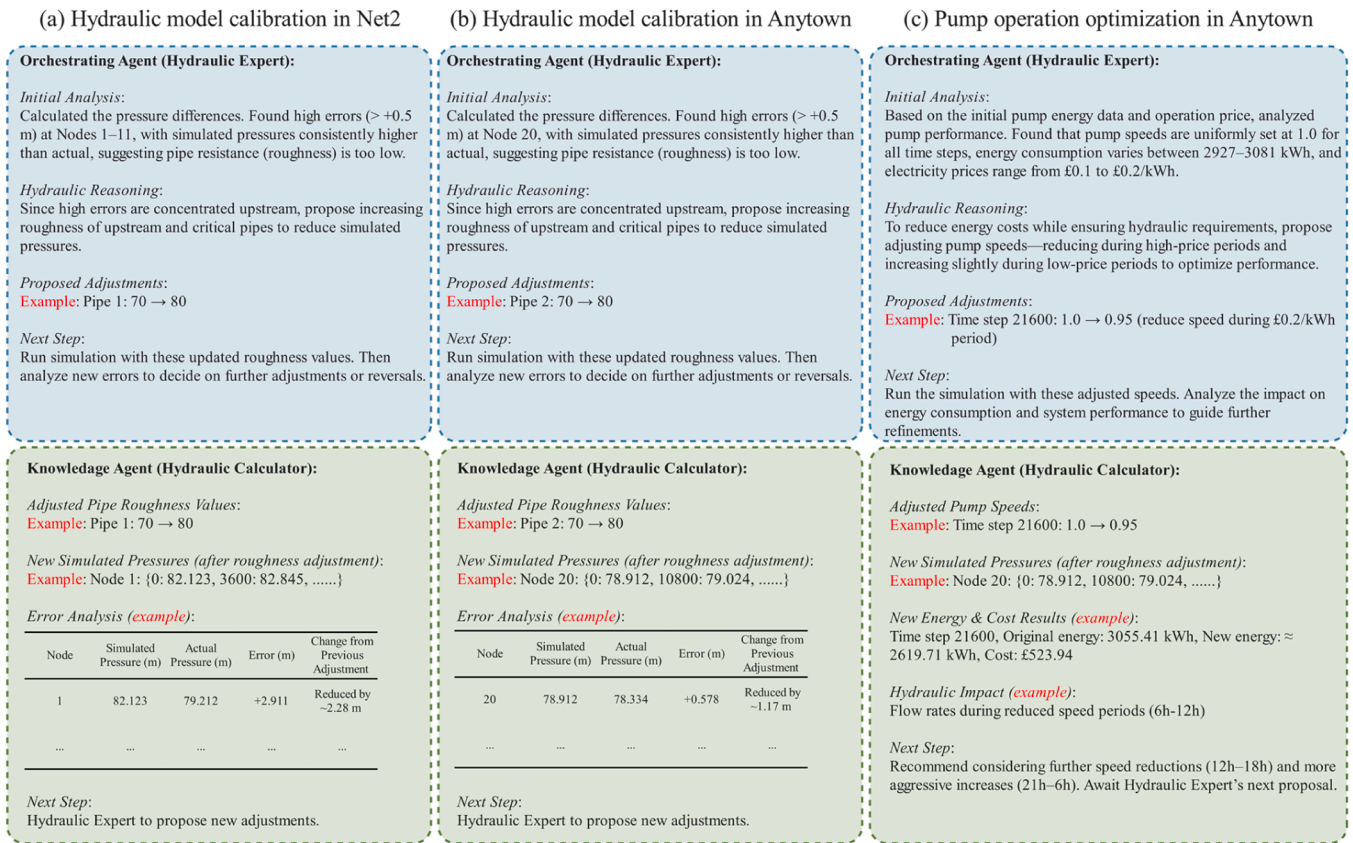 (a) Hydraulic model calibration in Net2
Orchestrating Agent (Hydraulic Expert):
Initial Analysis:
Calculated the pressure differences. Found high errors (> +0.5
m) at Nodes 1–11, with simulated pressures consistently higher
than actual, suggesting pipe resistance (roughness) is too low.
Hydraulic Reasoning:
Since high errors are concentrated upstream, propose increasing
roughness of upstream and critical pipes to reduce simulated
pressures.
Proposed Adjustments:
Example: Pipe 1: 70 → 80
Next Step:
Run simulation with these updated roughness values. Then
analyze new errors to decide on further adjustments or reversals.
Knowledage Agent (Hydraulic Calculator):
Adjusted Pipe Roughness Values:
Example: Pipe 1: 70 → 80
New Simulated Pressures (after roughness adjustment):
Example: Node 1: {0: 82.123, 3600: 82.845, ......}
Error Analysis (example):
Node Simulated Pressure (m) Actual Pressure (m) Error (m) Change from Previous Adjustment
1 82.123 79.212 +2.911 Reduced by ~2.28 m
... ... ... ... ...
Next Step:
Hydraulic Expert to propose new adjustments.
(b) Hydraulic model calibration in Anytown
Orchestrating Agent (Hydraulic Expert):
Initial Analysis:
Calculated the pressure differences. Found high errors (> +0.5
m) at Node 20, with simulated pressures consistently higher than
actual, suggesting pipe resistance (roughness) is too low.
Hydraulic Reasoning:
Since high errors are concentrated upstream, propose increasing
roughness of upstream and critical pipes to reduce simulated
pressures.
Proposed Adjustments:
Example: Pipe 2: 70 → 80
Next Step:
Run simulation with these updated roughness values. Then
analyze new errors to decide on further adjustments or reversals.
Knowledage Agent (Hydraulic Calculator):
Adjusted Pipe Roughness Values:
Example: Pipe 2: 70 → 80
New Simulated Pressures (after roughness adjustment):
Example: Node 20: {0: 78.912, 10800: 79.024, ......}
Error Analysis (example):
Node Simulated Pressure (m) Actual Pressure (m) Error (m) Change from Previous Adjustment
20 78.912 78.334 +0.578 Reduced by ~1.17 m
... ... ... ... ...
Next Step:
Hydraulic Expert to propose new adjustments.
(c) Pump operation optimization in Anytown
Orchestrating Agent (Hydraulic Expert):
Initial Analysis:
Based on the initial pump energy data and operation price, analyzed
pump performance. Found that pump speeds are uniformly set at 1.0 for
all time steps, energy consumption varies between 2927–3081 kWh, and
electricity prices range from £0.1 to £0.2/kWh.
Hydraulic Reasoning:
To reduce energy costs while ensuring hydraulic requirements, propose
adjusting pump speeds—reducing during high-price periods and
increasing slightly during low-price periods to optimize performance.
Proposed Adjustments:
Example: Time step 21600: 1.0 → 0.95 (reduce speed during £0.2/kWh
period)
Next Step:
Run the simulation with these adjusted speeds. Analyze the impact on
energy consumption and system performance to guide further
refinements.
Knowledage Agent (Hydraulic Calculator):
Adjusted Pump Speeds:
Example: Time step 21600: 1.0 → 0.95
New Simulated Pressures (after roughness adjustment):
Example: Node 20: {0: 78.912, 10800: 79.024, ......}
New Energy & Cost Results (example):
Time step 21600, Original energy: 3055.41 kWh, New energy: ≈
2619.71 kWh, Cost: £523.94
Hydraulic Impact (example):
Flow rates during reduced speed periods (6h-12h)
Next Step:
Recommend considering further speed reductions (12h–18h) and more
aggressive increases (21h–6h). Await Hydraulic Expert’s next proposal.